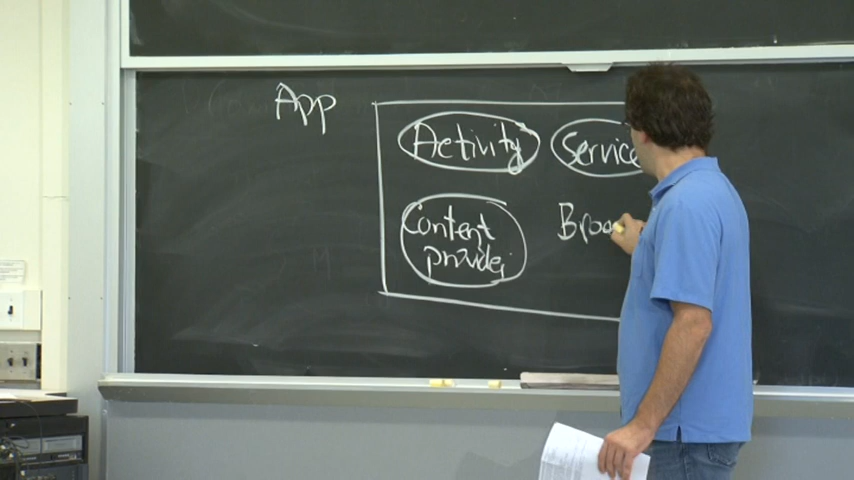 App
Activity
Service
Content
provider
Broa